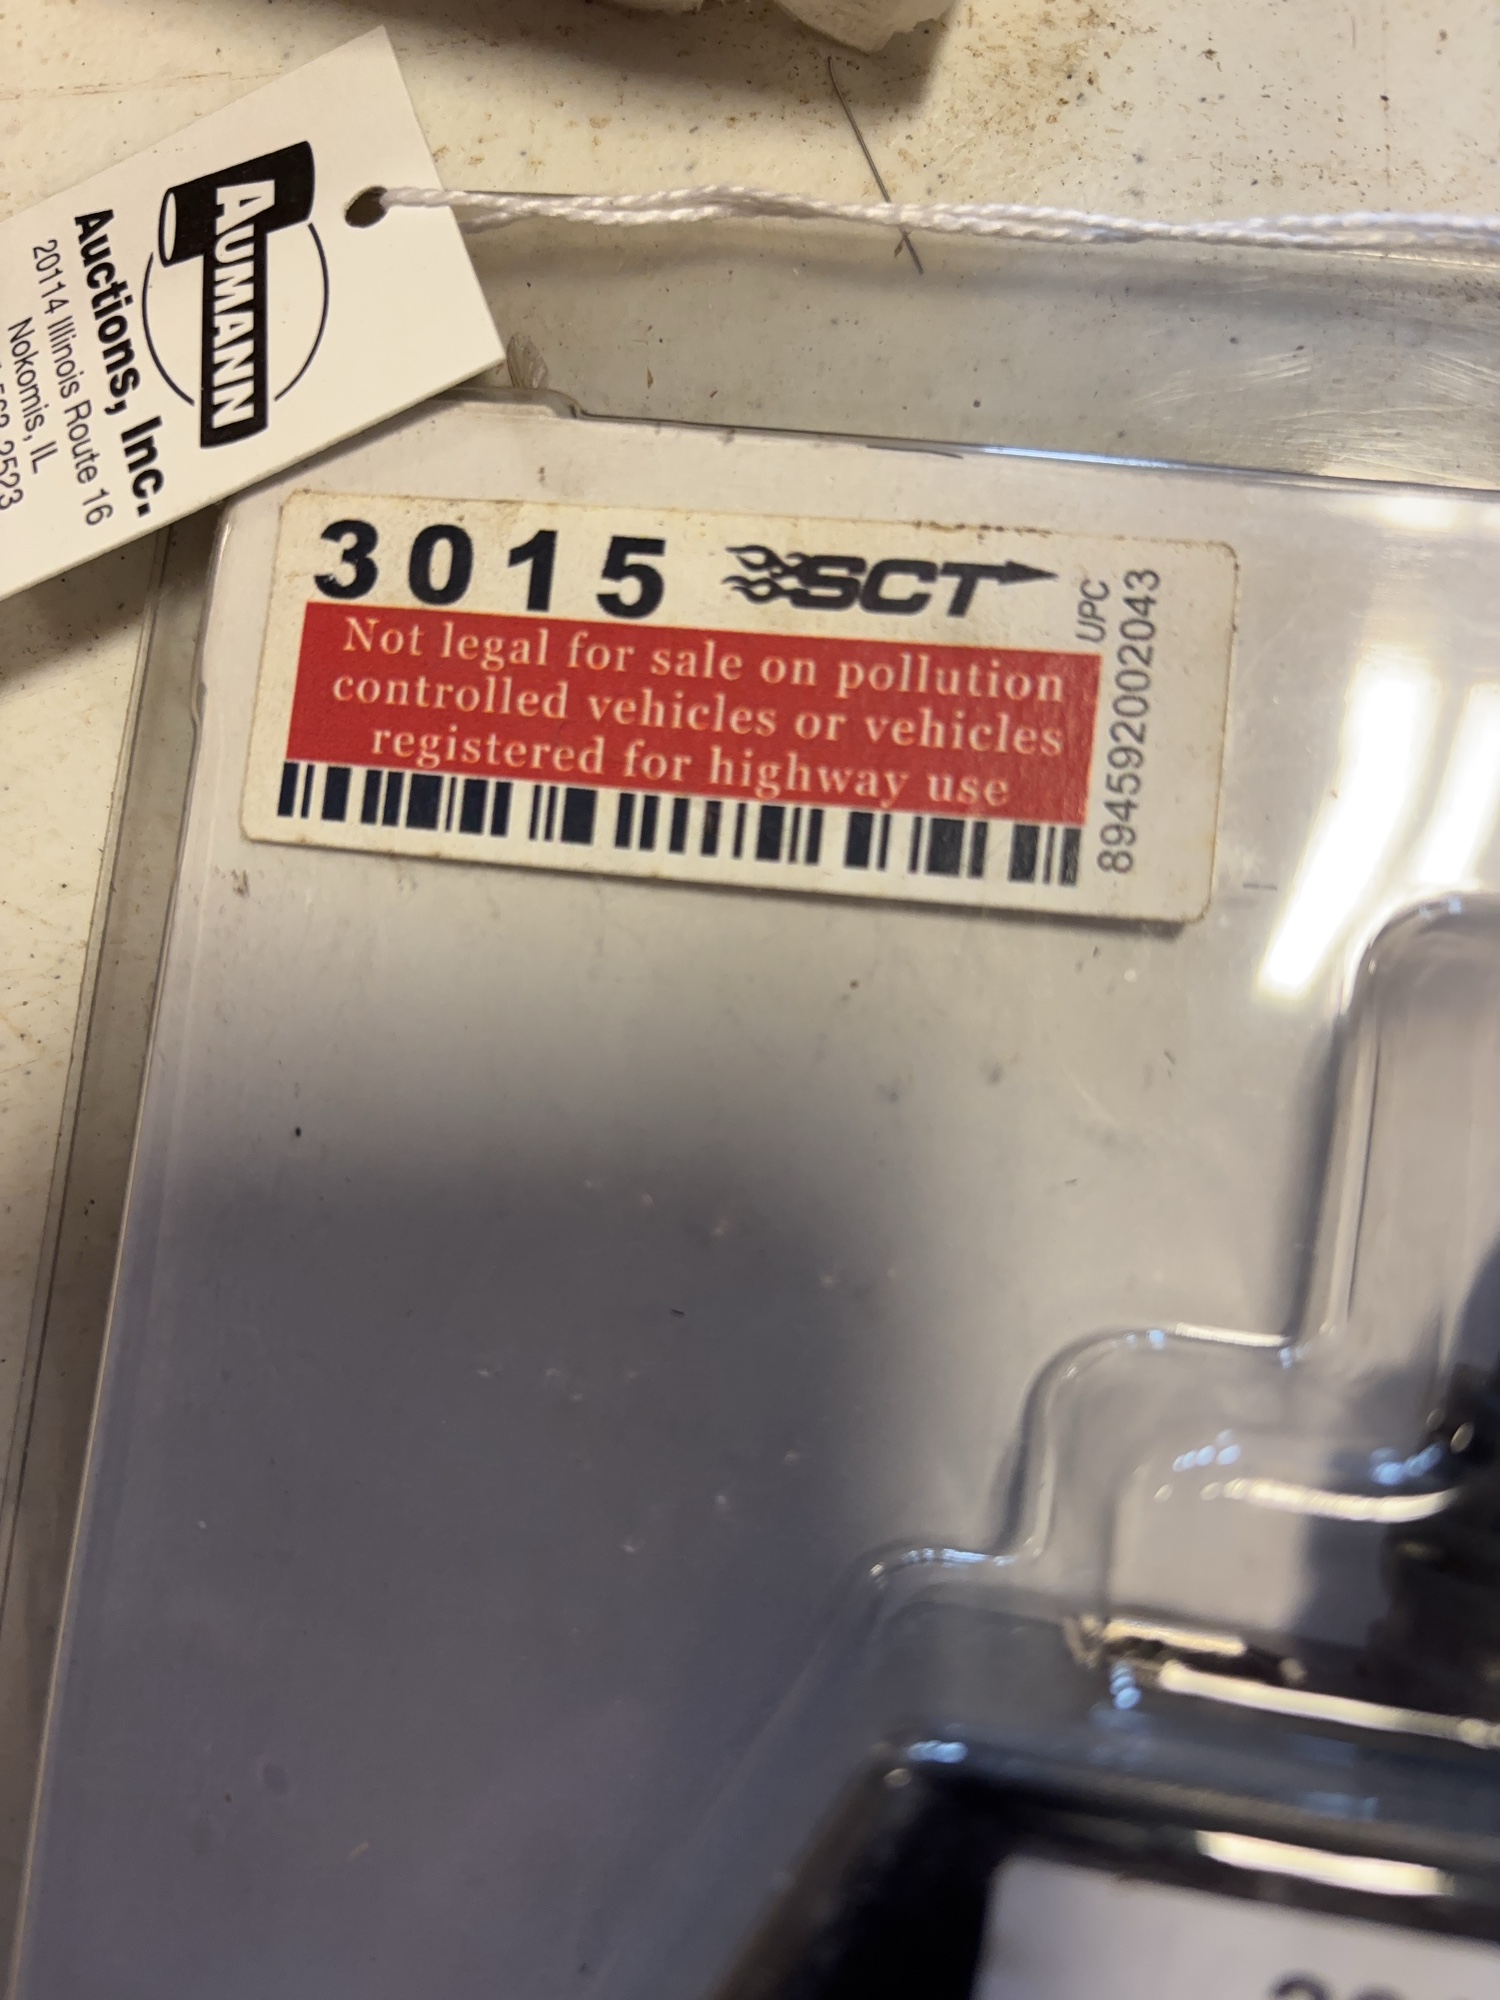 AUMANN
Auctions, Inc.
20114 Illinois Route 16
Nokomis, IL
2523
3015 SCT
Not legal for sale on pollution
controlled vehicles or vehicles
registered for highway use
UPC
894592002043